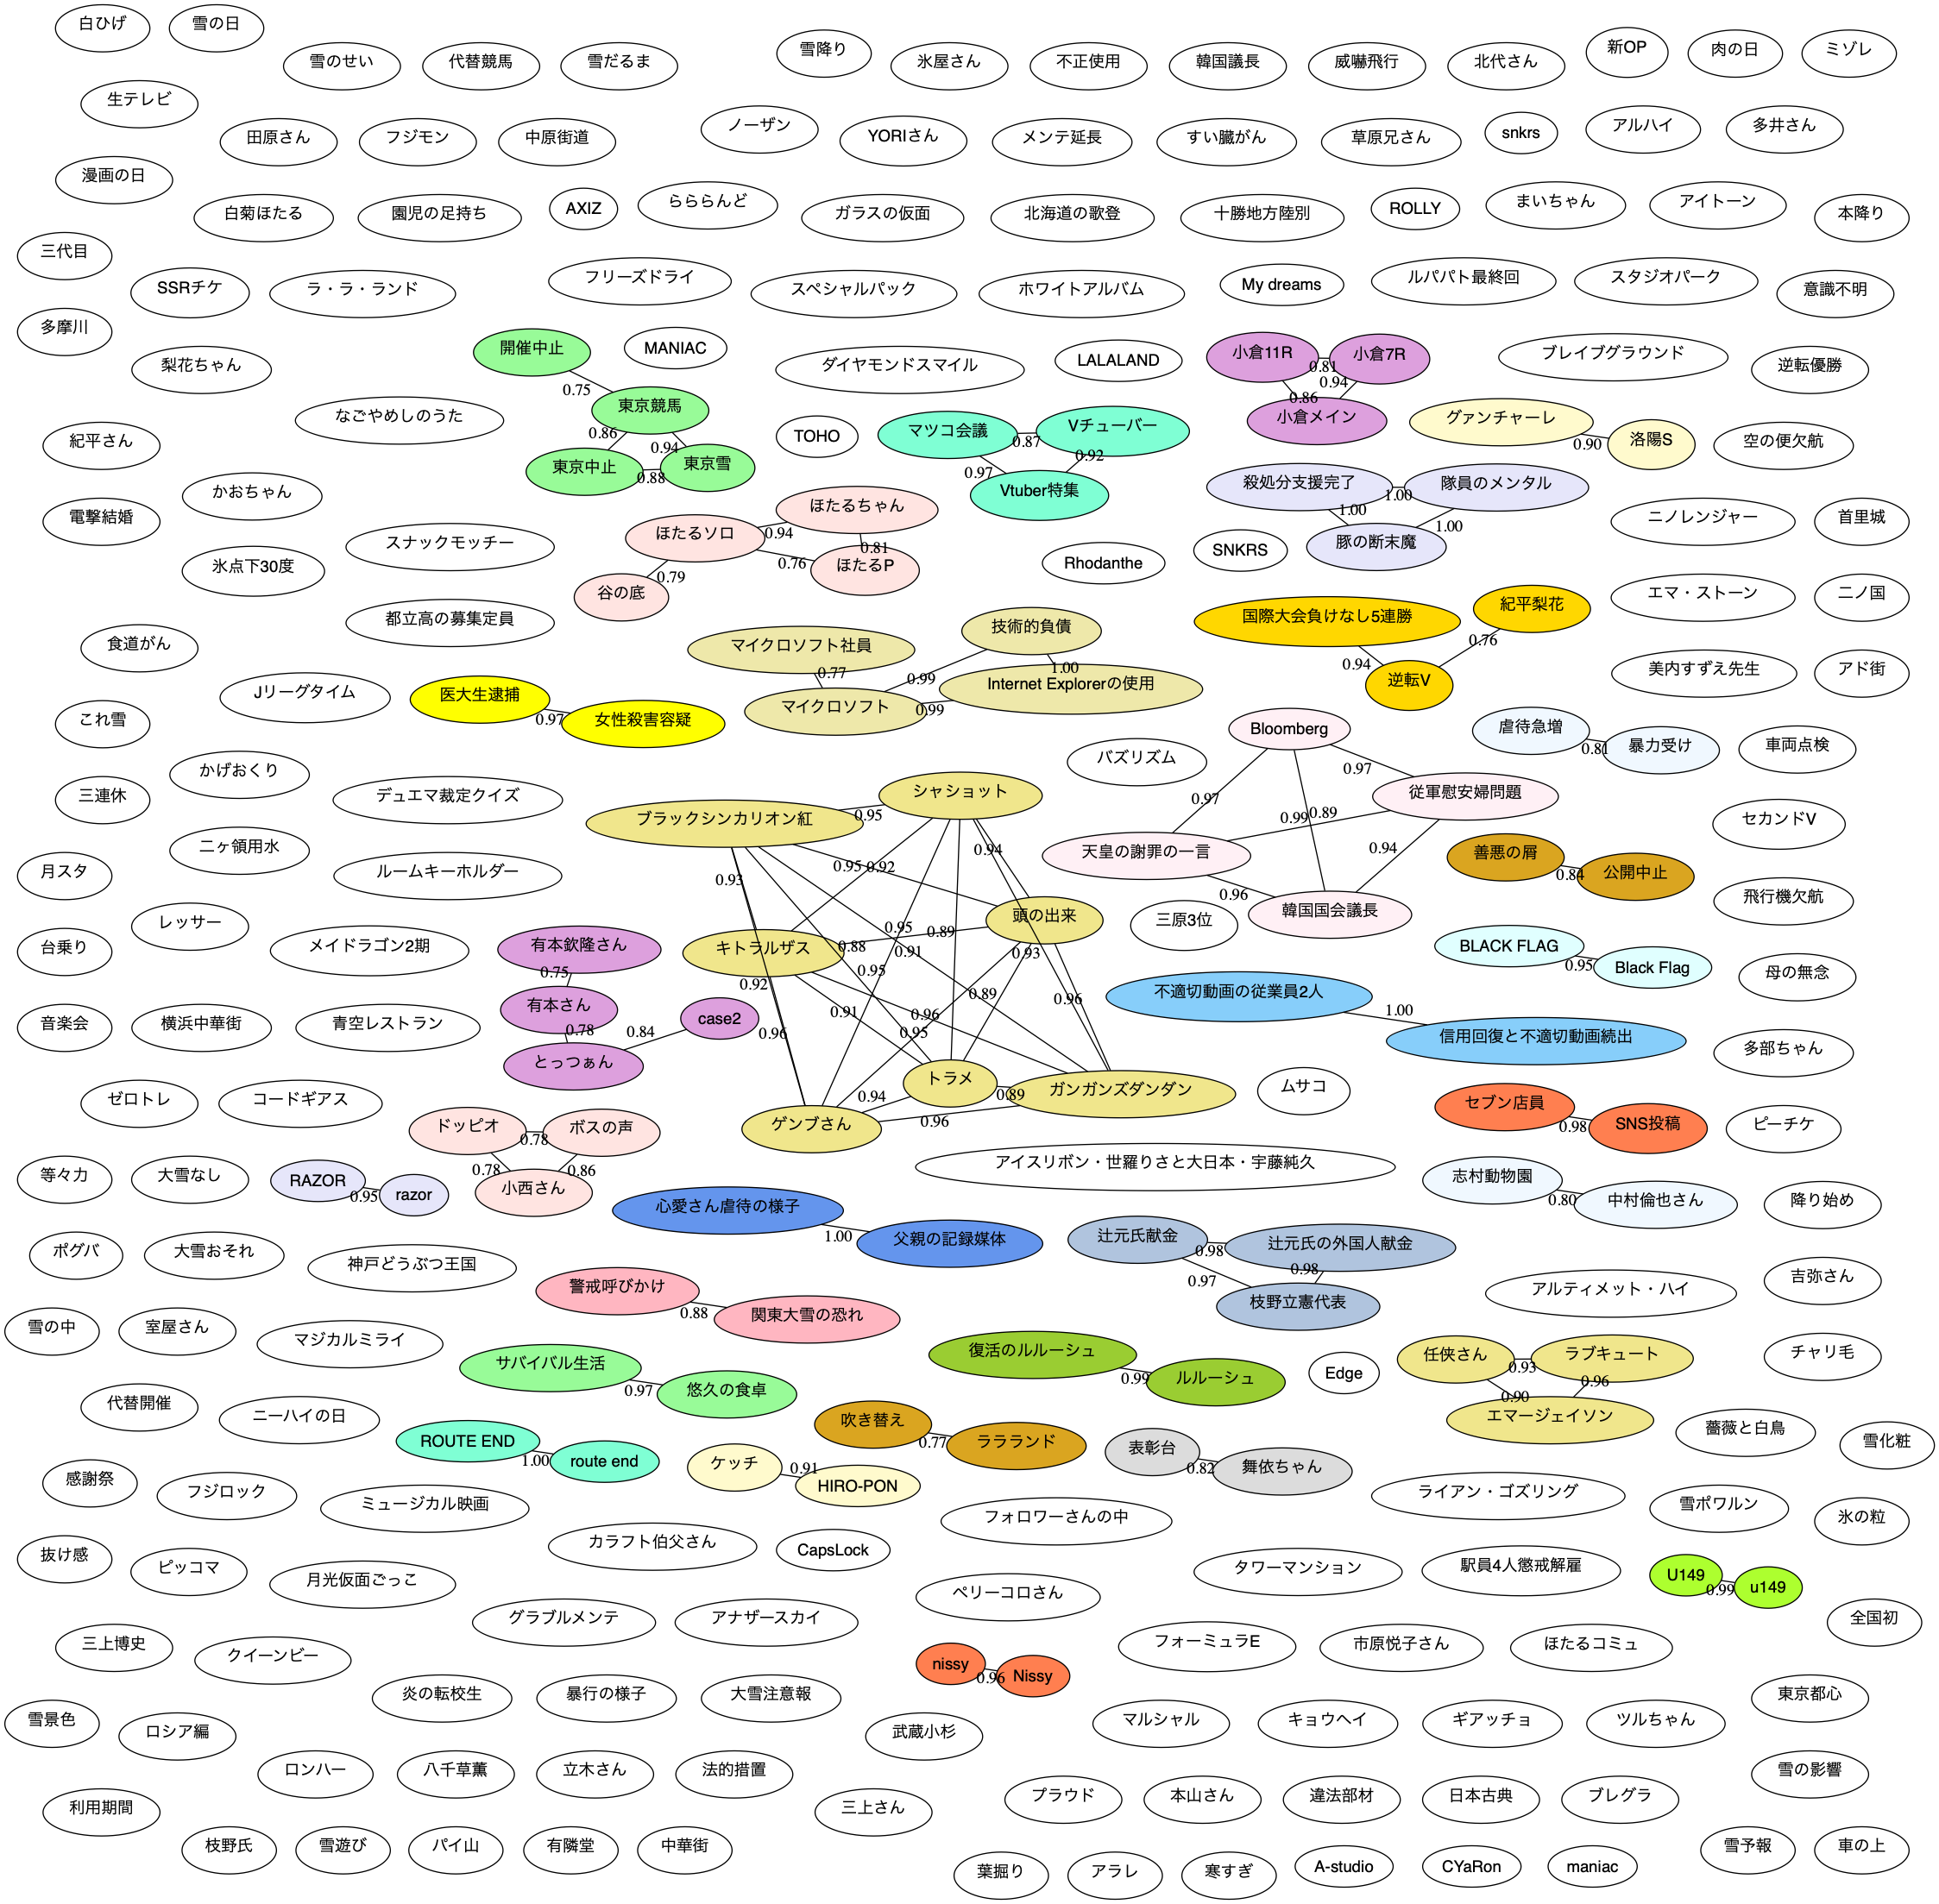 白ひげ
雪の日
雪のせい
代替競馬
雪だるま
雪降り
氷屋さん
不正使用
韓国議長
威嚇飛行
北代さん
新OP
肉の日
ミゾレ
生テレビ
田原さん
フジモン
中原街道
ノーザン
YORIさん
メンテ延長
すい臓がん
草原兄さん
snkrs
アルハイ
多井さん
漫画の日
白菊ほたる
園児の足持ち
AXIZ
らららんど
ガラスの仮面
北海道の歌登
十勝地方陸別
ROLLY
まいちゃん
アイトーン
本降り
三代目
SSRチケ
ラ・ラ・ランド
フリーズドライ
スペシャルパック
ホワイトアルバム
My dreams
ルパパト最終回
スタジオパーク
意識不明
多摩川
梨花ちゃん
開催中止
MANIAC
ダイヤモンドスマイル
LALALAND
小倉11R
0.81
小倉7R
ブレイブグラウンド
逆転優勝
0.75
0.94
0.86
なごやめしのうた
東京競馬
小倉メイン
グァンチャーレ
0.90
洛陽S
紀平さん
0.86
0.94
東京中止
0.88
東京雪
TOHO
マツコ会議
0.87
Vチューバー
0.97
0.92
Vtuber特集
空の便欠航
かおちゃん
殺処分支援完了
1.00
隊員のメンタル
1.00
1.00
豚の断末魔
電撃結婚
ほたるソロ
0.94
ほたるちゃん
0.81
0.76
ほたるP
0.79
谷の底
ニノレンジャー
首里城
スナックモッチー
氷点下30度
Rhodanthe
SNKRS
エマ・ストーン
二ノ国
都立高の募集定員
食道がん
マイクロソフト社員
技術的負債
国際大会負けなし5連勝
紀平梨花
0.76
0.94
逆転V
美内すずえ先生
アド街
0.77
0.99
1.00
Internet Explorerの使用
マイクロソフト
0.99
Jリーグタイム
医大生逮捕
0.97
女性殺害容疑
これ雪
Bloomberg
虐待急増
0.81
暴力受け
車両点検
かげおくり
バズリズム
0.97
0.97
従軍慰安婦問題
三連休
デュエマ裁定クイズ
ブラックシンカリオン紅
0.95
シャショット
0.99
0.89
セカンドV
二ヶ領用水
天皇の謝罪の一言
0.94
善悪の屑
0.84
公開中止
月スタ
ルームキーホルダー
0.93
0.95
0.92
0.94
0.96
韓国国会議長
飛行機欠航
レッサー
頭の出来
三原3位
台乗り
メイドラゴン2期
有本欽隆さん
キトラルザス
0.88
0.95
0.91
0.89
0.93
BLACK FLAG
0.95
Black Flag
母の無念
0.75
0.92
0.95
0.89
0.96
不適切動画の従業員2人
1.00
信用回復と不適切動画続出
音楽会
横浜中華街
青空レストラン
有本さん
0.78
0.84
case2
0.96
0.91
0.96
0.95
とっつぁん
多部ちゃん
ゼロトレ
コードギアス
トラメ
0.89
ガンガンズダンダン
0.94
0.96
ゲンブさん
ムサコ
セブン店員
0.98
SNS投稿
ピーチケ
ドッピオ
0.78
ボスの声
0.78
0.86
小西さん
アイスリボン・世羅りさと大日本・宇藤純久
等々力
大雪なし
RAZOR
0.95
razor
志村動物園
0.80
中村倫也さん
降り始め
心愛さん虐待の様子
1.00
父親の記録媒体
辻元氏献金
0.98
辻元氏の外国人献金
0.97
0.98
枝野立憲代表
ポグバ
大雪おそれ
神戸どうぶつ王国
警戒呼びかけ
0.88
関東大雪の恐れ
アルティメット・ハイ
吉弥さん
雪の中
室屋さん
マジカルミライ
サバイバル生活
0.97
悠久の食卓
復活のルルーシュ
0.99
ルルーシュ
Edge
任侠さん
0.93
ラブキュート
0.90
0.96
エマージェイソン
チャリ毛
代替開催
ニーハイの日
ROUTE END
1.00
route end
吹き替え
0.77
ララランド
表彰台
0.82
舞依ちゃん
薔薇と白鳥
雪化粧
ケッチ
0.91
HIRO-PON
感謝祭
フジロック
ミュージカル映画
フォロワーさんの中
ライアン・ゴズリング
雪ポワルン
氷の粒
抜け感
ピッコマ
月光仮面ごっこ
カラフト伯父さん
CapsLock
ペリーコロさん
タワーマンション
駅員4人懲戒解雇
U149
0.99
u149
全国初
三上博史
クイーンビー
グラブルメンテ
アナザースカイ
nissy
0.96
Nissy
フォーミュラE
市原悦子さん
ほたるコミュ
炎の転校生
暴行の様子
大雪注意報
東京都心
雪景色
ロシア編
武蔵小杉
マルシャル
キョウヘイ
ギアッチョ
ツルちゃん
ロンハー
八千草薫
立木さん
法的措置
雪の影響
利用期間
三上さん
プラウド
本山さん
違法部材
日本古典
ブレグラ
枝野氏
雪遊び
パイ山
有隣堂
中華街
葉掘り
アラレ
寒すぎ
A-studio
CYaRon
maniac
雪予報
車の上